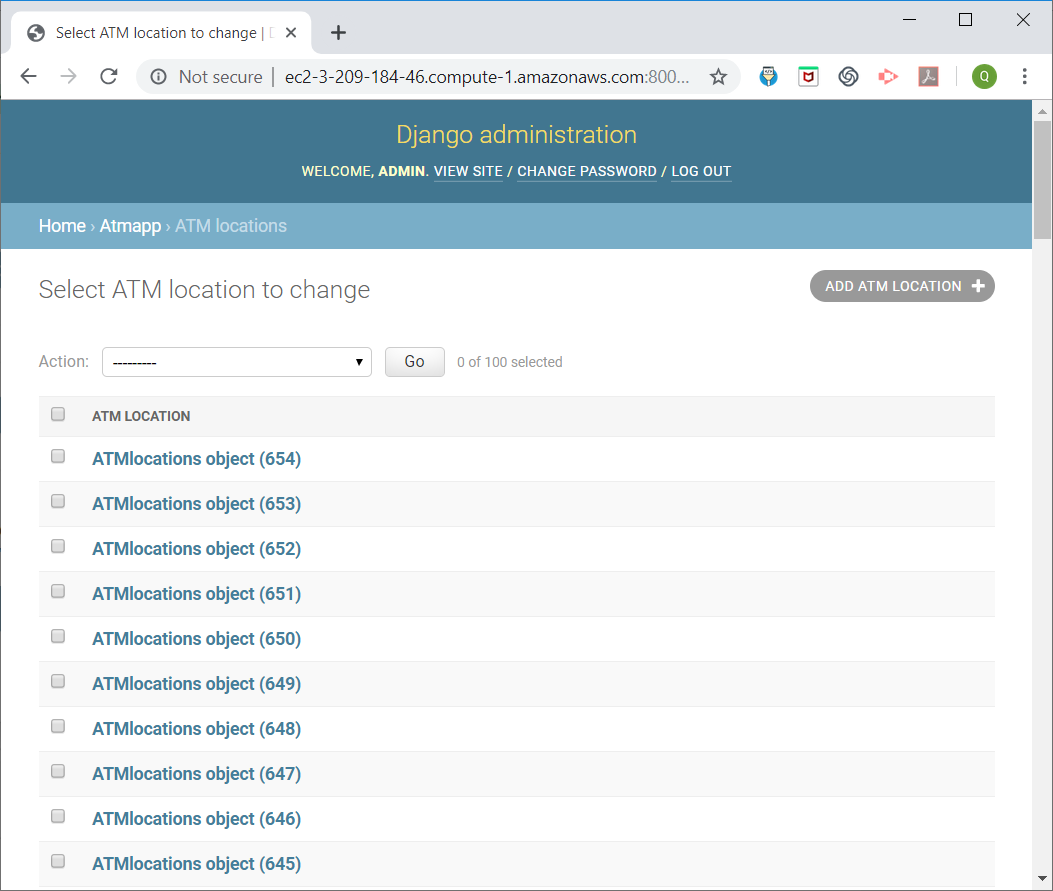 Select ATM location to change |
Not secure | ec2-3-209-184-46.compute-1.amazonaws.com:800...
Q
Django administration
WELCOME, ADMIN. VIEW SITE / CHANGE PASSWORD / LOG OUT
Home › Atmapp › ATM locations
Select ATM location to change
ADD ATM LOCATION +
Action: --------- Go 0 of 100 selected
ATM LOCATION
ATMlocations object (654)
ATMlocations object (653)
ATMlocations object (652)
ATMlocations object (651)
ATMlocations object (650)
ATMlocations object (649)
ATMlocations object (648)
ATMlocations object (647)
ATMlocations object (646)
ATMlocations object (645)